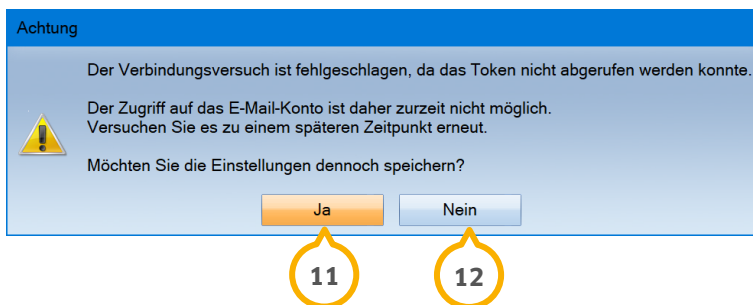 Achtung
Der Verbindungsversuch ist fehlgeschlagen, da das Token nicht abgerufen werden konnte.
Der Zugriff auf das E-Mail-Konto ist daher zurzeit nicht möglich.
Versuchen Sie es zu einem späteren Zeitpunkt erneut.
Möchten Sie die Einstellungen dennoch speichern?
Ja Nein
11 12